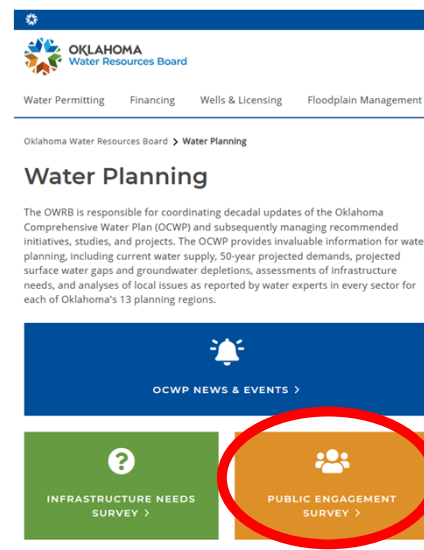 OKLAHOMA
Water Resources Board
Water Permitting Financing Wells & Licensing Floodplain Management
Oklahoma Water Resources Board > Water Planning
Water Planning
The OWRB is responsible for coordinating decadal updates of the Oklahoma
Comprehensive Water Plan (OCWP) and subsequently managing recommended
initiatives, studies, and projects. The OCWP provides invaluable information for wate
planning, including current water supply, 50-year projected demands, projected
surface water gaps and groundwater depletions, assessments of infrastructure
needs, and analyses of local issues as reported by water experts in every sector for
each of Oklahoma's 13 planning regions.
OCWP NEWS & EVENTS >
?
INFRASTRUCTURE NEEDS
SURVEY >
PUBLIC ENGAGEMENT
SURVEY >